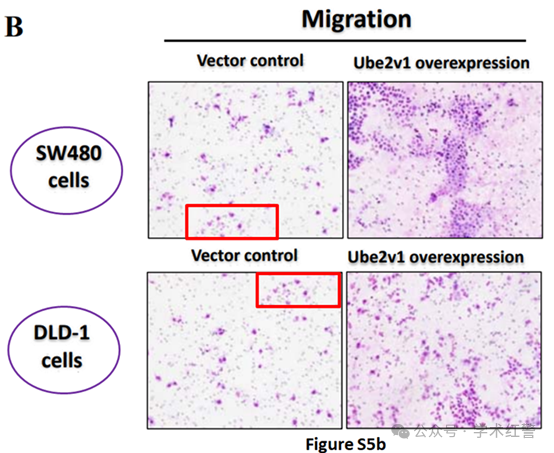 B
Migration
Vector control
Ube2v1 overexpression
SW480
cells
Vector control
Ube2v1 overexpression
DLD-1
cells
公众号 · 学术红警
Figure S5b